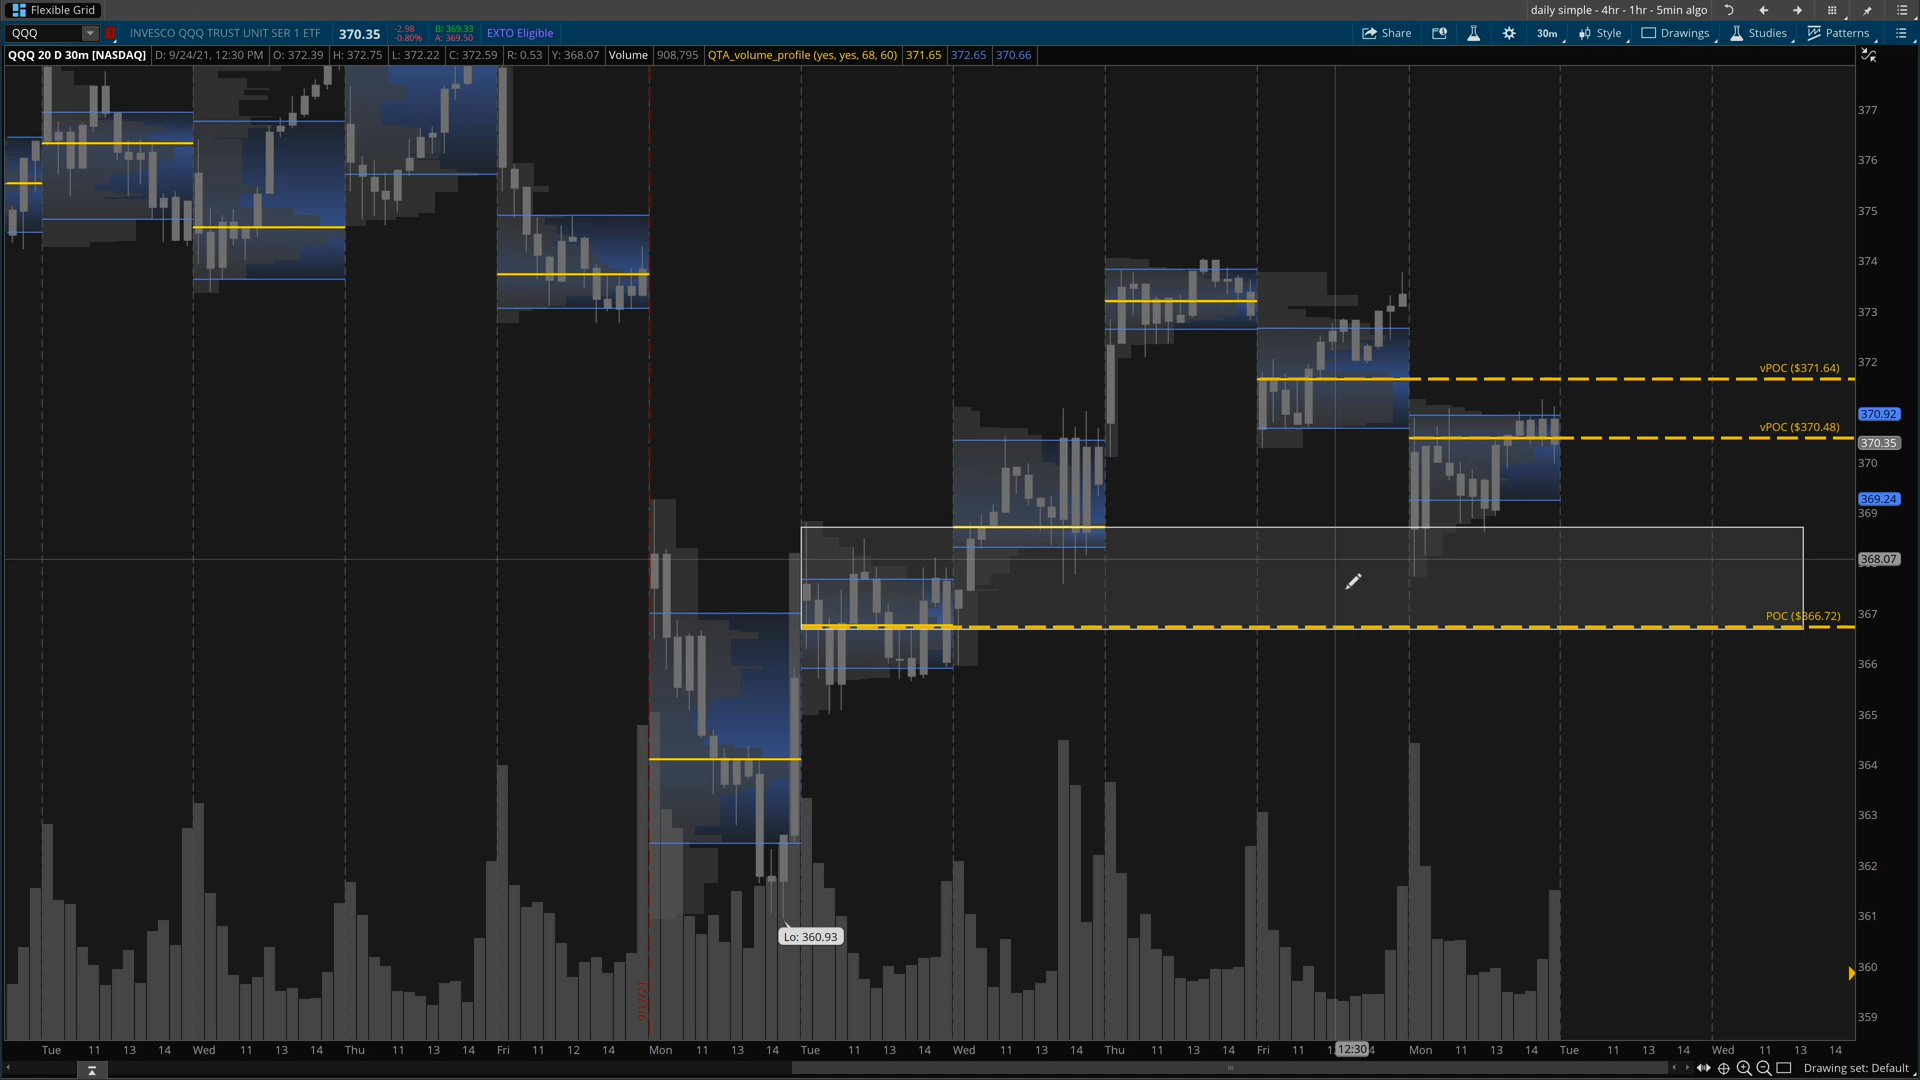 Flexible Grid daily simple - 4hr - 1hr - 5min algo
QQQ INVESCO QQQ TRUST UNIT SER 1 ETF 370.35 -2.98 -0.80% B: 369.33 A: 369.50 EXTO Eligible Share 30m Style Drawings Studies Patterns
QQQ 20 D 30m [NASDAQ] D: 9/24/21, 12:30 PM O: 372.39 H: 372.75 L: 372.22 C: 372.59 R: 0.53 Y: 368.07 Volume 908,795 QTA_volume_profile (yes, yes, 68, 60) 371.65 372.65 370.66
377
376
375
374
373
372
vPOC ($371.64)
370.92
vPOC ($370.48)
370.35
370
369.24
369
368.07
367
POC ($366.72)
366
365
364
363
362
361
Lo: 360.93
360
359
9/17/21
Tue 11 13 14 Wed 11 13 14 Thu 11 13 14 Fri 11 12 14 Mon 11 13 14 Tue 11 13 14 Wed 11 13 14 Thu 11 13 14 Fri 11 12:30 4 Mon 11 13 14 Tue 11 13 14 Wed 11 13 14
Drawing set: Default